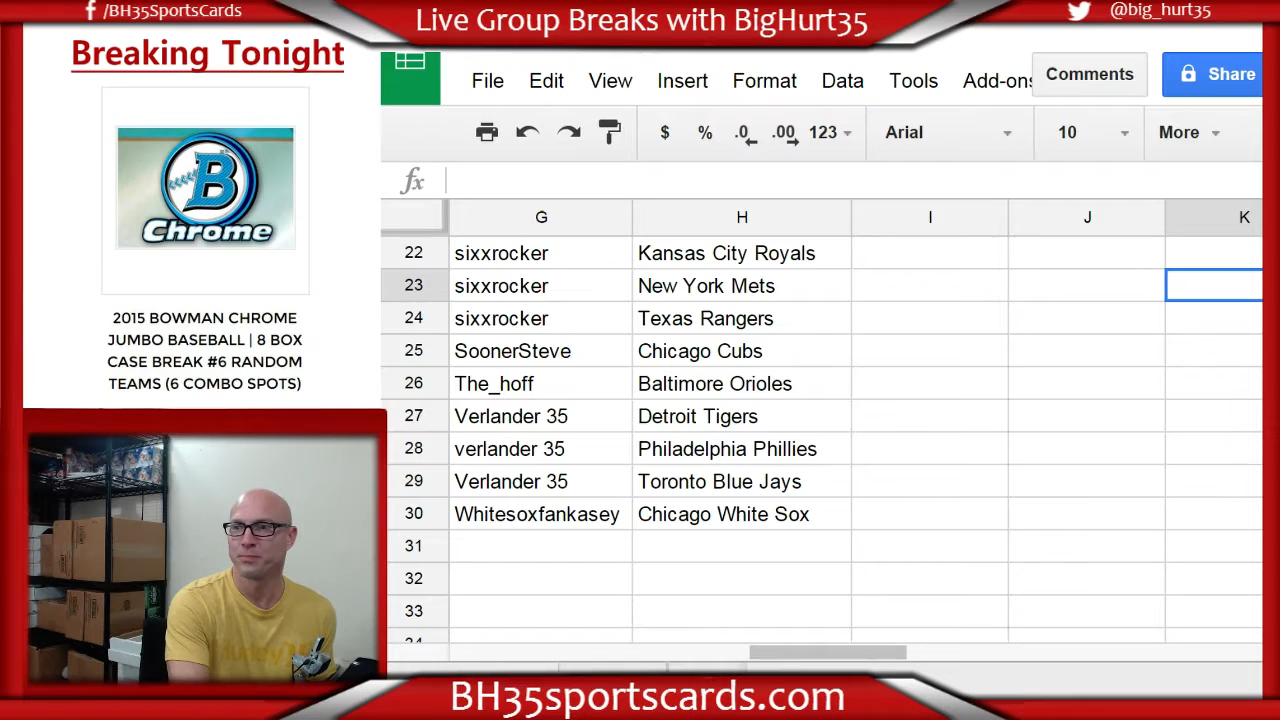 /BH35SportsCards
Live Group Breaks with BigHurt35
@big_hurt35
Breaking Tonight
B
Chrome
2015 BOWMAN CHROME
JUMBO BASEBALL | 8 BOX
CASE BREAK #6 RANDOM
TEAMS (6 COMBO SPOTS)
File Edit View Insert Format Data Tools Add-ons Comments Share
$ % .0 .00 123 Arial 10 More
fx
G H I J K
22 sixxrocker Kansas City Royals
23 sixxrocker New York Mets
24 sixxrocker Texas Rangers
25 SoonerSteve Chicago Cubs
26 The_hoff Baltimore Orioles
27 Verlander 35 Detroit Tigers
28 verlander 35 Philadelphia Phillies
29 Verlander 35 Toronto Blue Jays
30 Whitesoxfankasey Chicago White Sox
31
32
33
34
Hurley
BH35sportscards.com